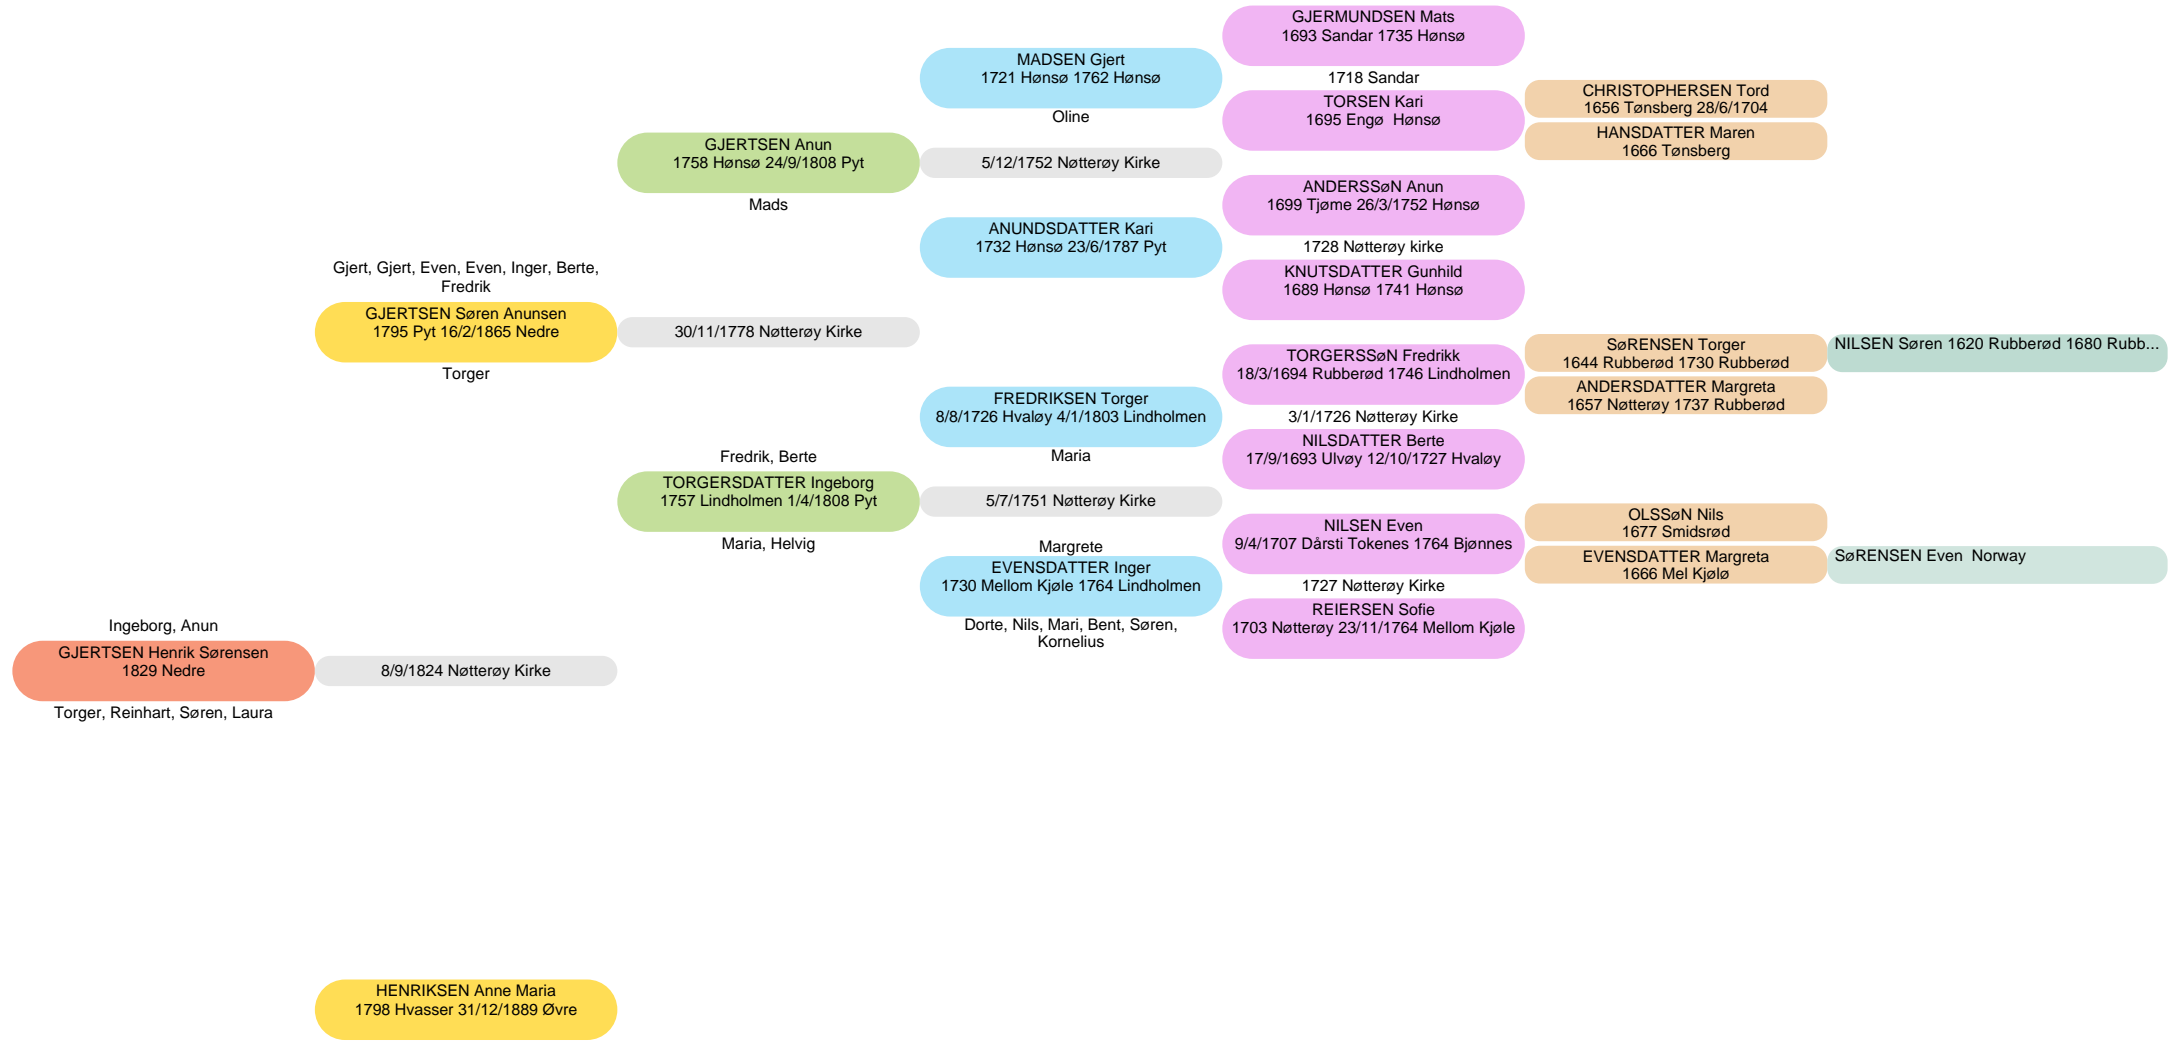 GJERMUNDSEN Mats
1693 Sandar 1735 Hønsø
MADSEN Gjert
1721 Hønsø 1762 Hønsø
Oline
1718 Sandar
TORSEN Kari
1695 Engø  Hønsø
CHRISTOPHERSEN Tord
1656 Tønsberg 28/6/1704
HANSDATTER Maren
1666 Tønsberg
GJERTSEN Anun
1758 Hønsø 24/9/1808 Pyt
Mads
5/12/1752 Nøtterøy Kirke
ANDERSSøN Anun
1699 Tjøme 26/3/1752 Hønsø
ANUNDSDATTER Kari
1732 Hønsø 23/6/1787 Pyt
1728 Nøtterøy kirke
KNUTSDATTER Gunhild
1689 Hønsø 1741 Hønsø
Gjert, Gjert, Even, Even, Inger, Berte,
Fredrik
GJERTSEN Søren Anunsen
1795 Pyt 16/2/1865 Nedre
Torger
30/11/1778 Nøtterøy Kirke
TORGERSSøN Fredrikk
18/3/1694 Rubberød 1746 Lindholmen
SøRENSEN Torger
1644 Rubberød 1730 Rubberød
NILSEN Søren 1620 Rubberød 1680 Rubb...
ANDERSDATTER Margreta
1657 Nøtterøy 1737 Rubberød
FREDRIKSEN Torger
8/8/1726 Hvaløy 4/1/1803 Lindholmen
Maria
3/1/1726 Nøtterøy Kirke
NILSDATTER Berte
17/9/1693 Ulvøy 12/10/1727 Hvaløy
Fredrik, Berte
TORGERSDATTER Ingeborg
1757 Lindholmen 1/4/1808 Pyt
Maria, Helvig
5/7/1751 Nøtterøy Kirke
NILSEN Even
9/4/1707 Dårsti Tokenes 1764 Bjønnes
OLSSøN Nils
1677 Smidsrød
EVENSDATTER Margreta
1666 Mel Kjølø
SøRENSEN Even  Norway
Margrete
EVENSDATTER Inger
1730 Mellom Kjøle 1764 Lindholmen
Dorte, Nils, Mari, Bent, Søren,
Kornelius
1727 Nøtterøy Kirke
REIERSEN Sofie
1703 Nøtterøy 23/11/1764 Mellom Kjøle
Ingeborg, Anun
GJERTSEN Henrik Sørensen
1829 Nedre
Torger, Reinhart, Søren, Laura
8/9/1824 Nøtterøy Kirke
HENRIKSEN Anne Maria
1798 Hvasser 31/12/1889 Øvre